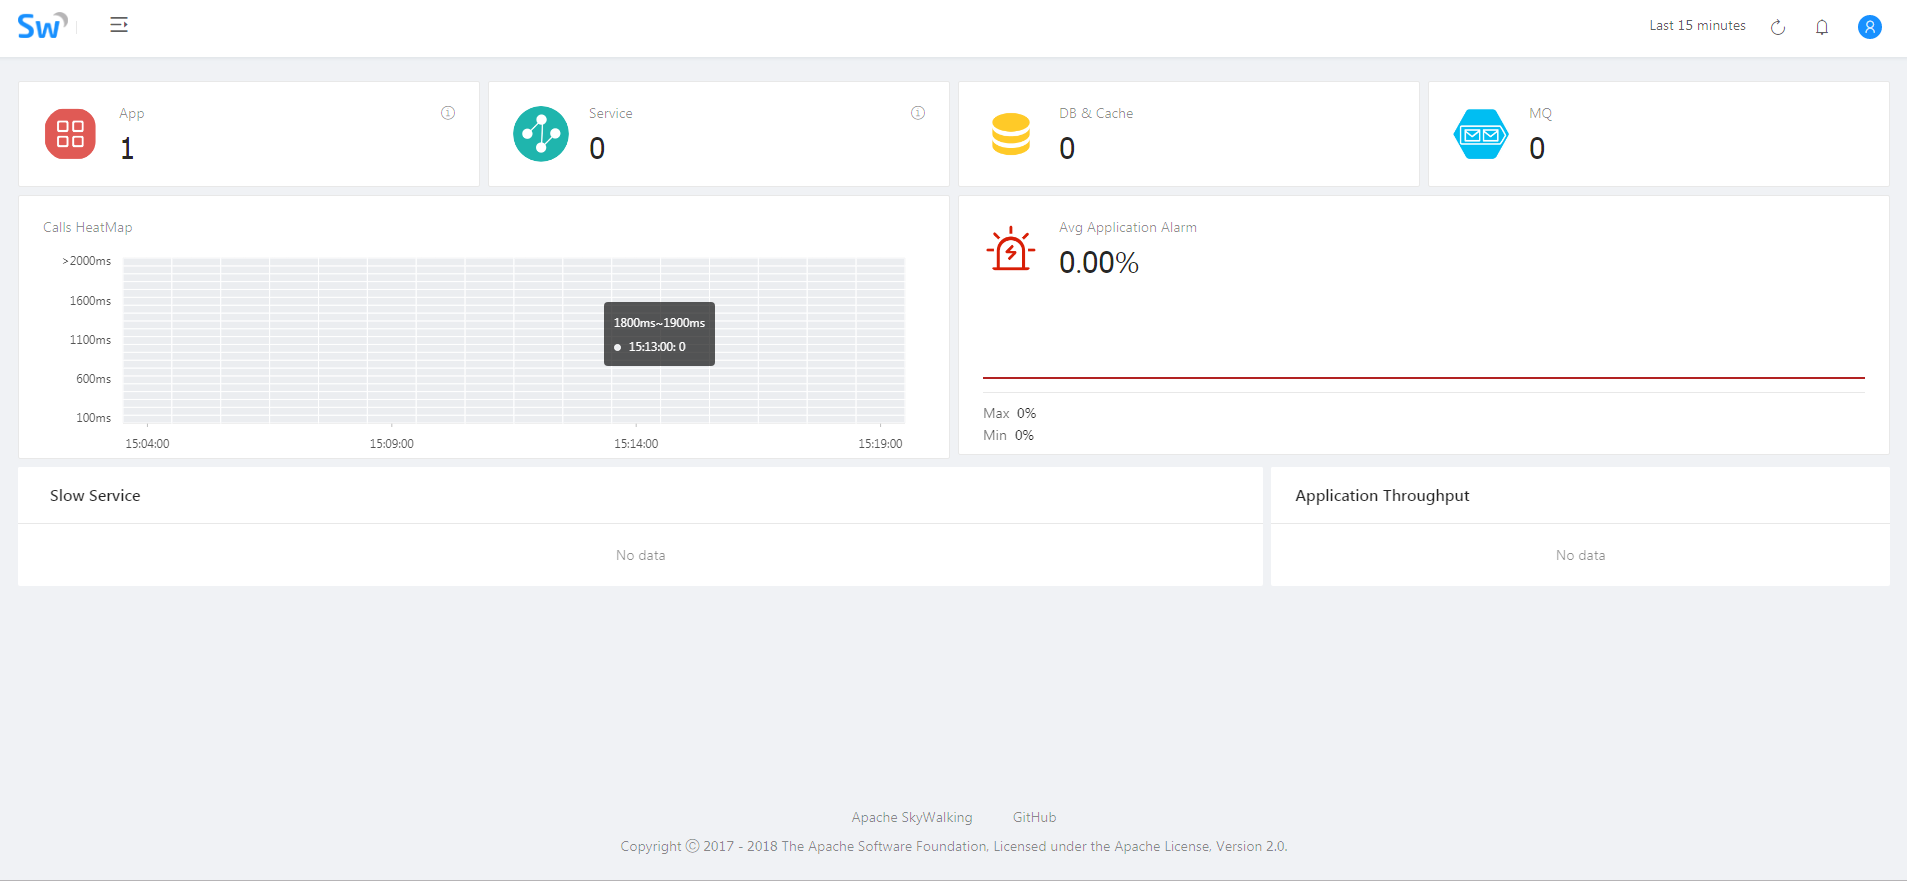 Sw
Last 15 minutes
App
1
Service
0
DB & Cache
0
MQ
0
Calls HeatMap
>2000ms
1600ms
1100ms
600ms
100ms
15:04:00
15:09:00
15:14:00
15:19:00
1800ms~1900ms
15:13:00: 0
Avg Application Alarm
0.00%
Max 0%
Min 0%
Slow Service
No data
Application Throughput
No data
Apache SkyWalking
GitHub
Copyright © 2017 - 2018 The Apache Software Foundation, Licensed under the Apache License, Version 2.0.